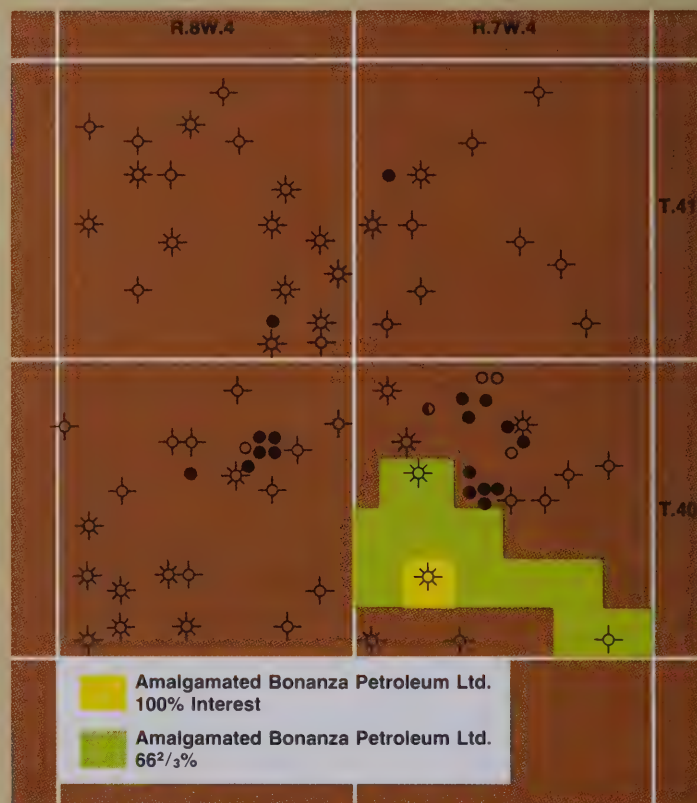 R.8W.4
R.7W.4
T.41
T.40
Amalgamated Bonanza Petroleum Ltd.
100% Interest
Amalgamated Bonanza Petroleum Ltd.
66²/₃%